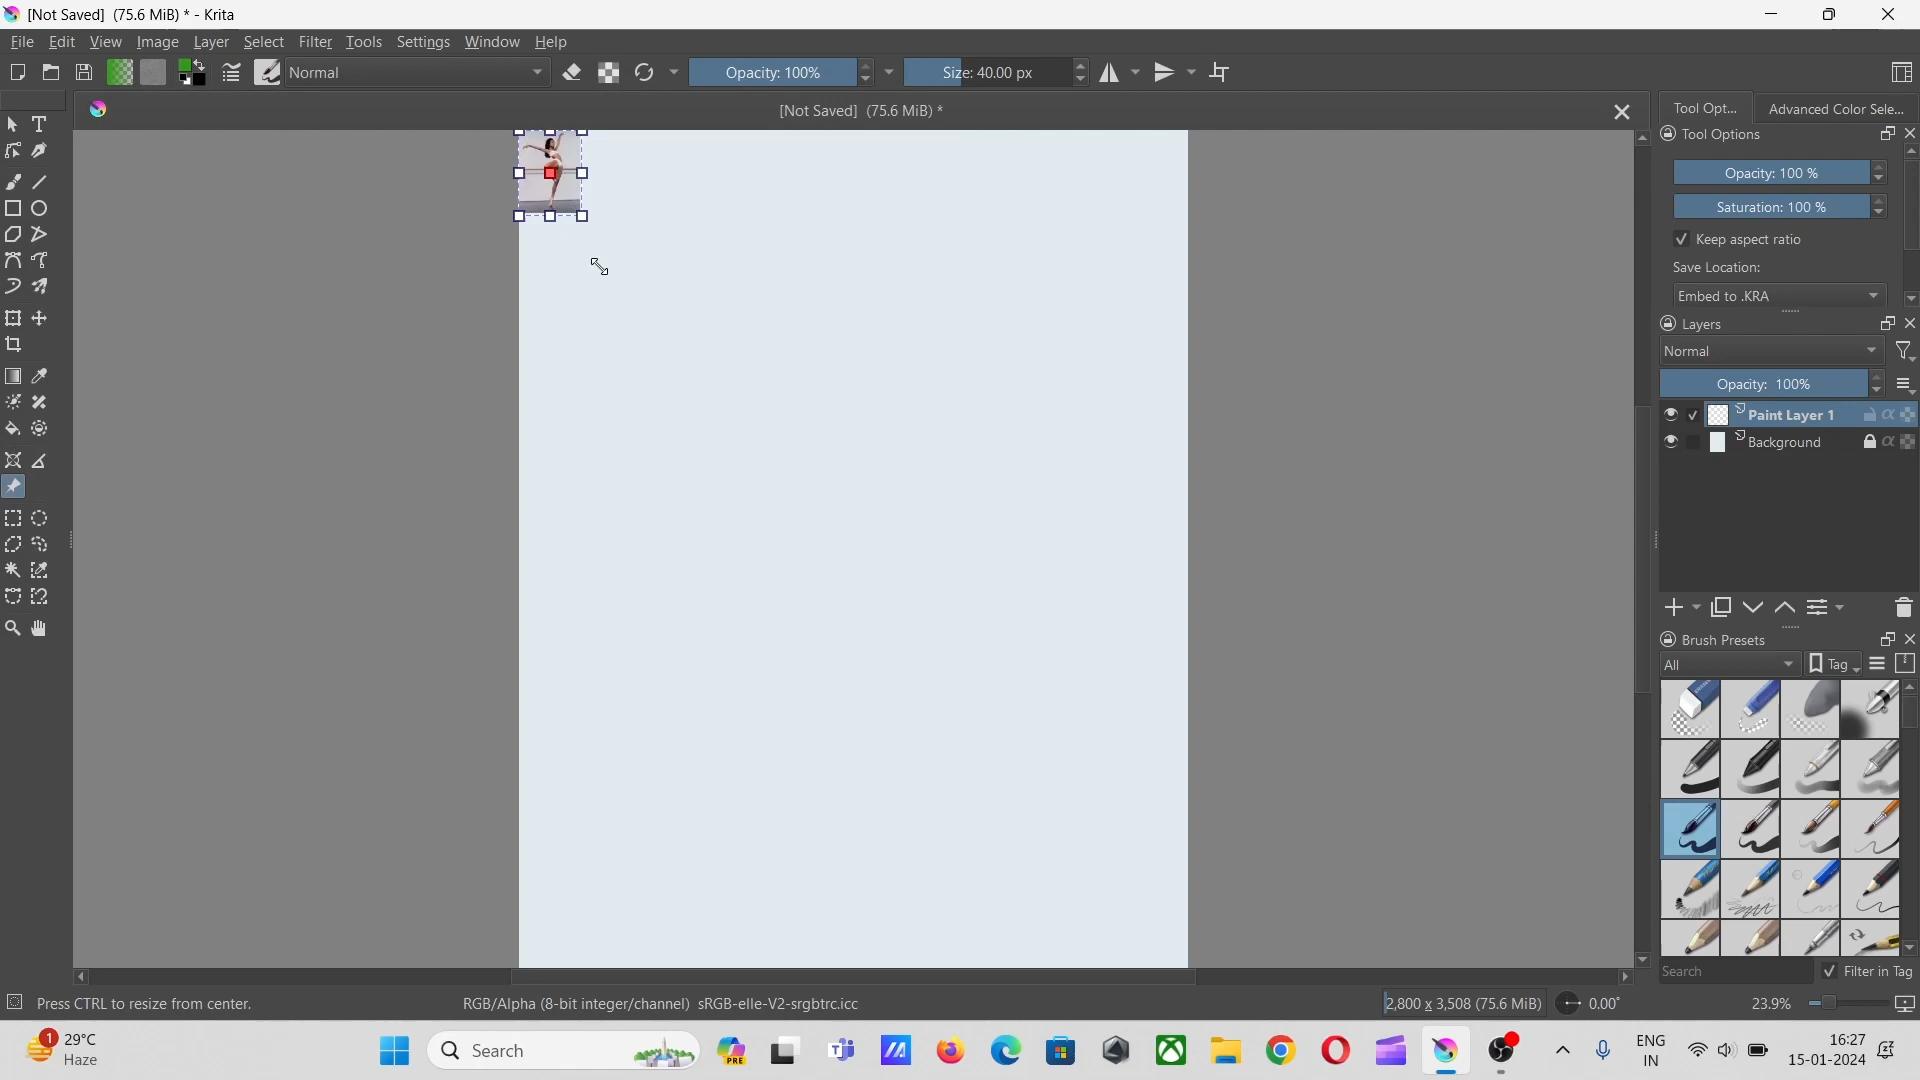 [Not Saved] (75.6 MiB) * - Krita
File Edit View Image Layer Select Filter Tools Settings Window Help
Normal Opacity: 100% Size: 40.00 px
[Not Saved] (75.6 MiB) *
Tool Opt... Advanced Color Sele...
Tool Options
Opacity: 100 %
Saturation: 100 %
Keep aspect ratio
Save Location:
Embed to .KRA
Layers
Normal
Opacity: 100%
Paint Layer 1
Background
Brush Presets
All Tag
Search Filter in Tag
Press CTRL to resize from center. RGB/Alpha (8-bit integer/channel) sRGB-elle-V2-srgbtrc.icc 2,800 x 3,508 (75.6 MiB) 0.00° 23.9%
1 29°C
Haze
Search
PRE
ENG
IN
16:27
15-01-2024